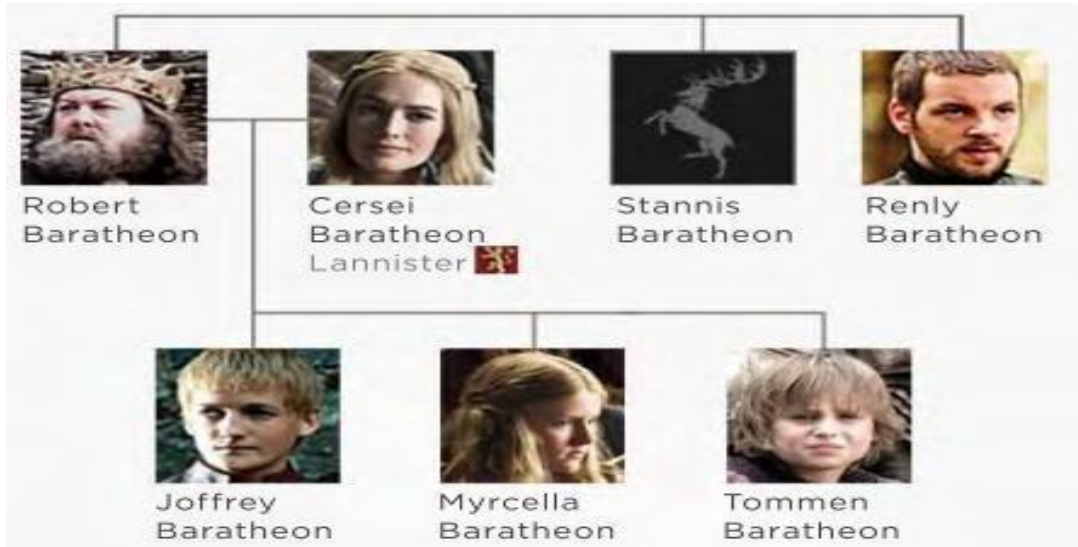 Robert
Baratheon
Cersei
Baratheon
Lannister
Stannis
Baratheon
Renly
Baratheon
Joffrey
Baratheon
Myrcella
Baratheon
Tommen
Baratheon